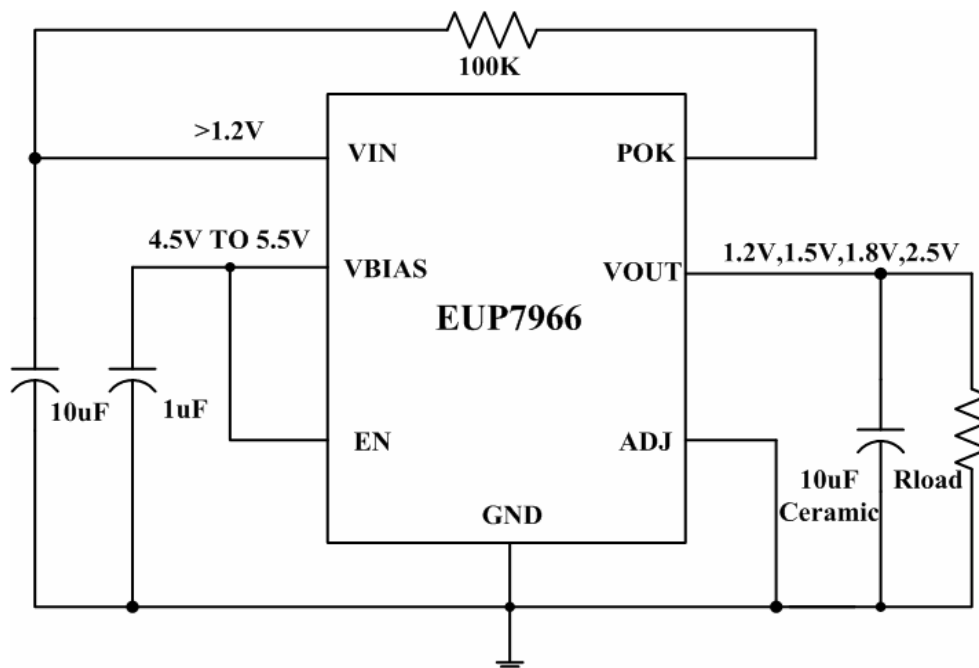 100K
>1.2V
VIN
POK
4.5V TO 5.5V
1.2V,1.5V,1.8V,2.5V
VBIAS
VOUT
EUP7966
10uF
1uF
EN
ADJ
10uF
Ceramic
Rload
GND